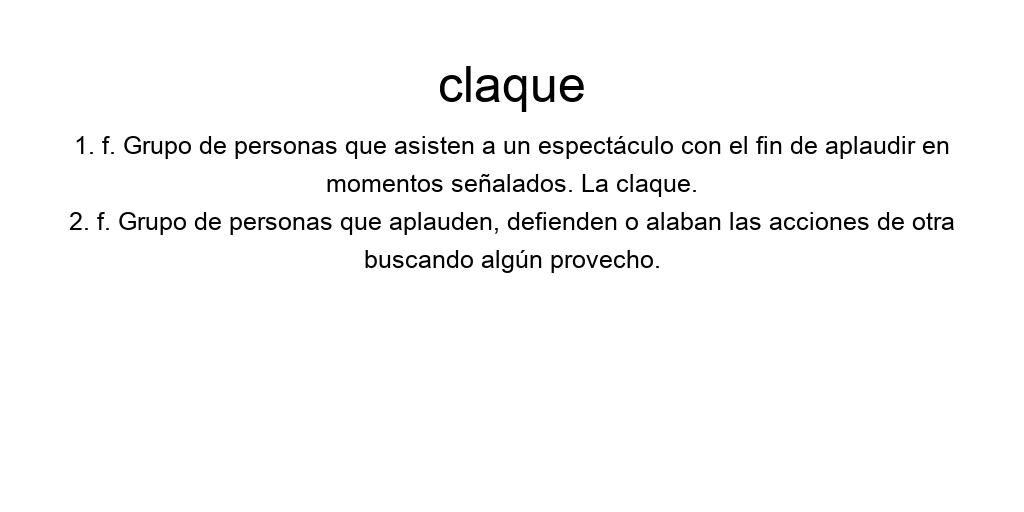 claque
1. f. Grupo de personas que asisten a un espectáculo con el fin de aplaudir en
momentos señalados. La claque.
2. f. Grupo de personas que aplauden, defienden o alaban las acciones de otra
buscando algún provecho.